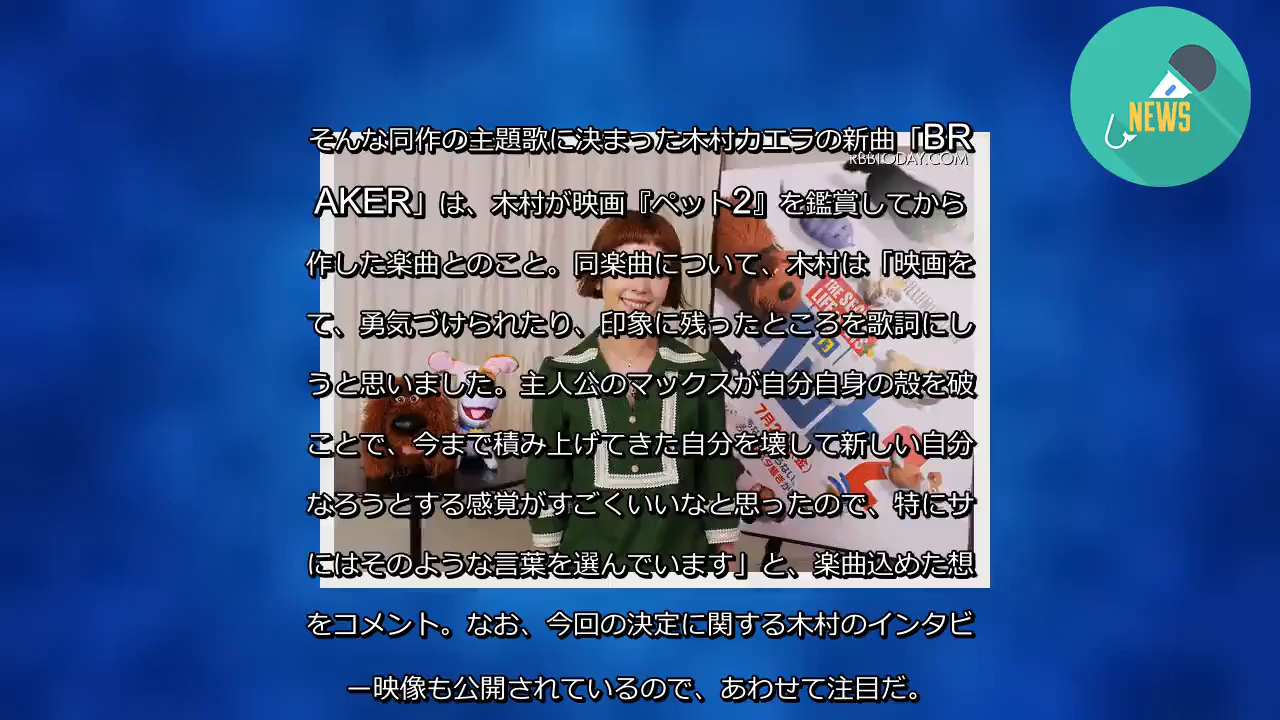 NEWS
そんな同作の主題歌に決まった木村カエラの新曲「BR
RBBTODAY.COM
AKER」は、木村が映画『ペット2』を鑑賞してから
作した楽曲とのこと。同楽曲について、木村は「映画を
て、勇気づけられたり、印象に残ったところを歌詞にし
うと思いました。主人公のマックスが自分自身の殻を破
ことで、今まで積み上げてきた自分を壊して新しい自分
なろうとする感覚がすごくいいなと思ったので、特にサ
にはそのような言葉を選んでいます」と、楽曲込めた想
をコメント。なお、今回の決定に関する木村のインタビ
ー映像も公開されているので、あわせて注目だ。